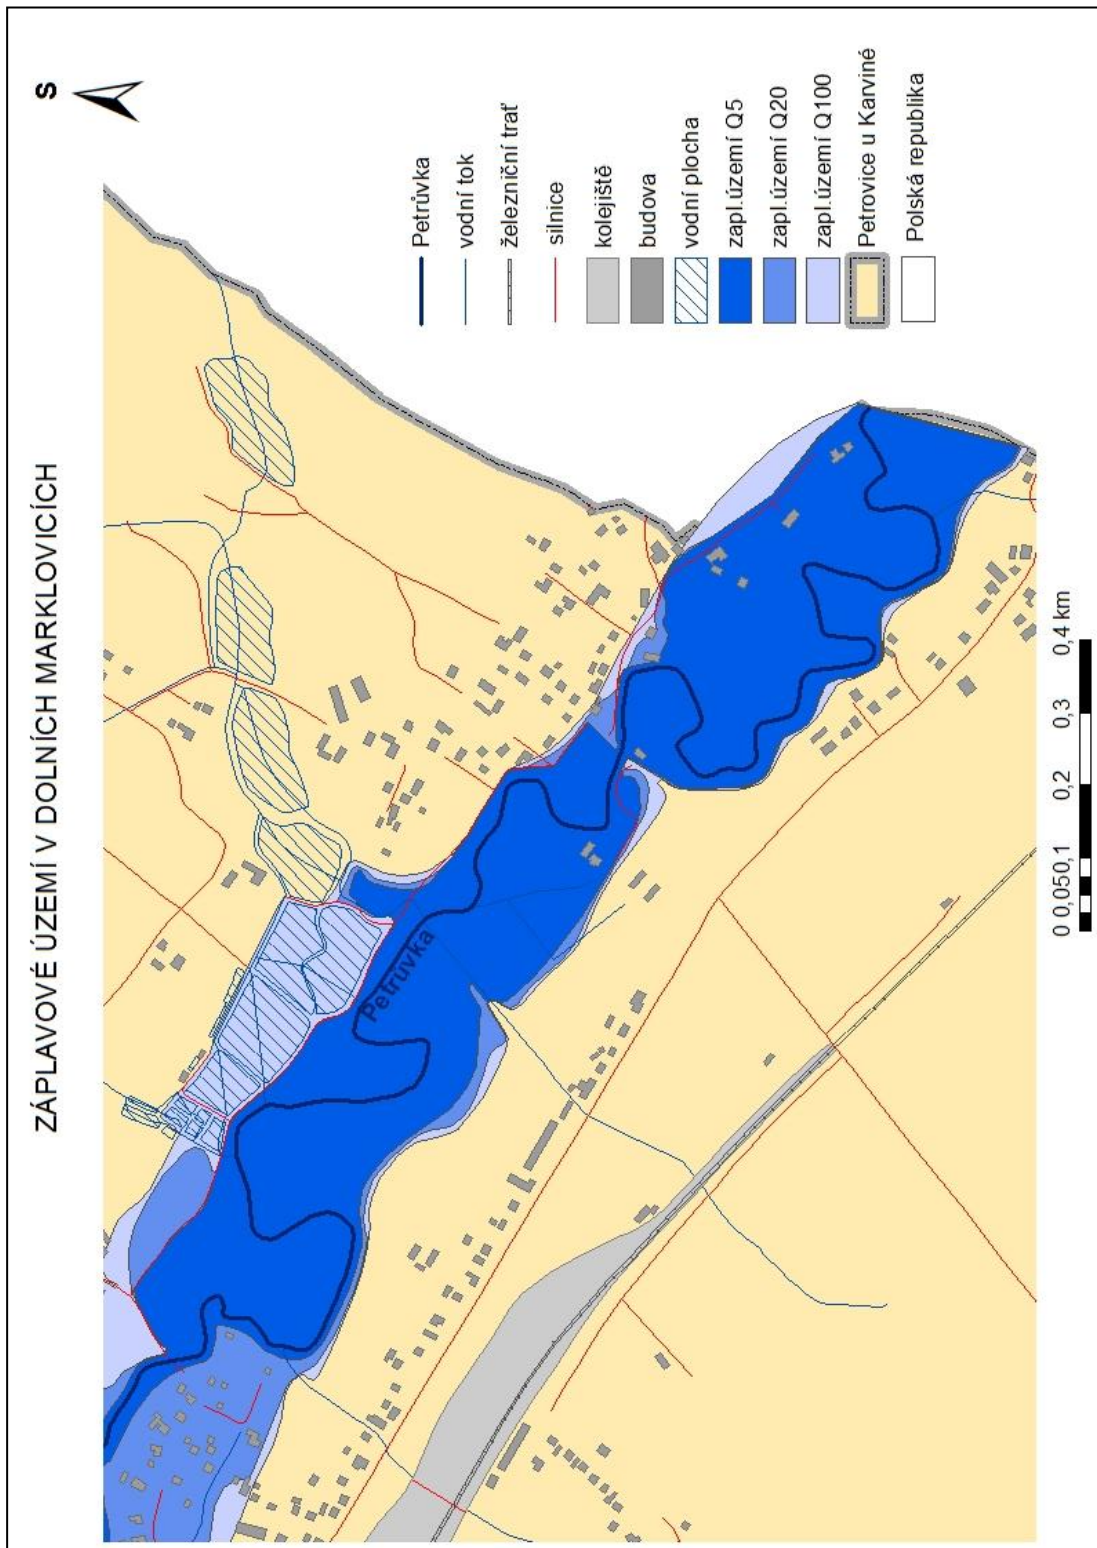 ZÁPLAVOVÉ ÚZEMÍ V DOLNÍCH MARKLOVICÍCH
S
Petrůvka
Petrůvka
vodní tok
železniční trať
silnice
kolejiště
budova
vodní plocha
zapl.území Q5
zapl.území Q20
zapl.území Q100
Petrovice u Karviné
Polská republika
0 0,050,1 0,2 0,3 0,4 km